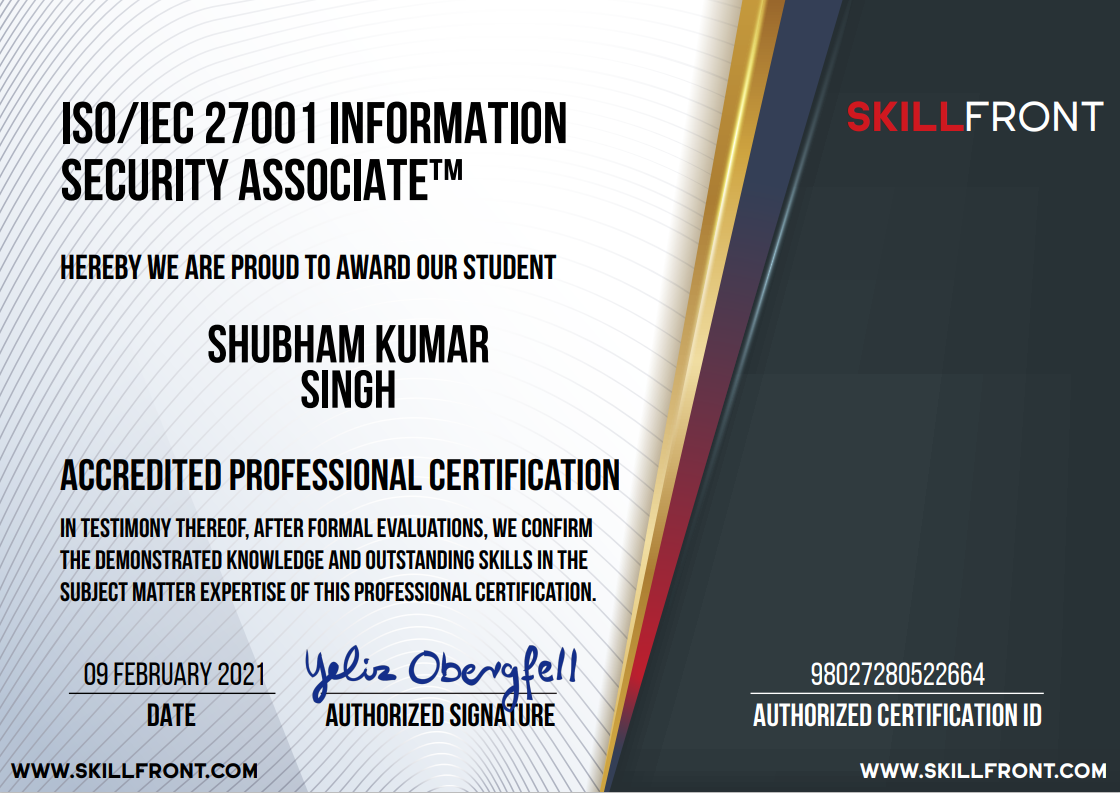 ISO/IEC 27001 INFORMATION
SECURITY ASSOCIATE™
SKILLFRONT
HEREBY WE ARE PROUD TO AWARD OUR STUDENT
SHUBHAM KUMAR
SINGH
ACCREDITED PROFESSIONAL CERTIFICATION
IN TESTIMONY THEREOF, AFTER FORMAL EVALUATIONS, WE CONFIRM
THE DEMONSTRATED KNOWLEDGE AND OUTSTANDING SKILLS IN THE
SUBJECT MATTER EXPERTISE OF THIS PROFESSIONAL CERTIFICATION.
09 FEBRUARY 2021
DATE
Yeliz Obergfell
AUTHORIZED SIGNATURE
98027280522664
AUTHORIZED CERTIFICATION ID
WWW.SKILLFRONT.COM
WWW.SKILLFRONT.COM